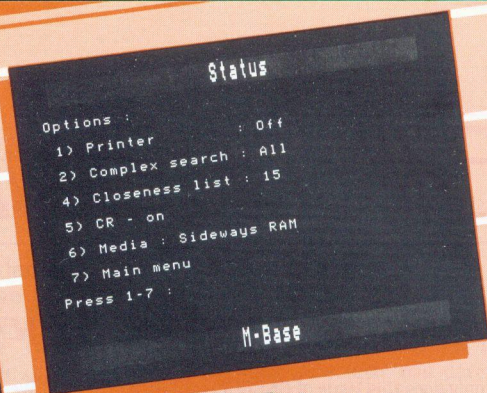 Status
Options :
1) Printer : Off
2) Complex search : All
4) Closeness list : 15
5) CR - on
6) Media : Sideways RAM
7) Main menu
Press 1-7 :
M-Base